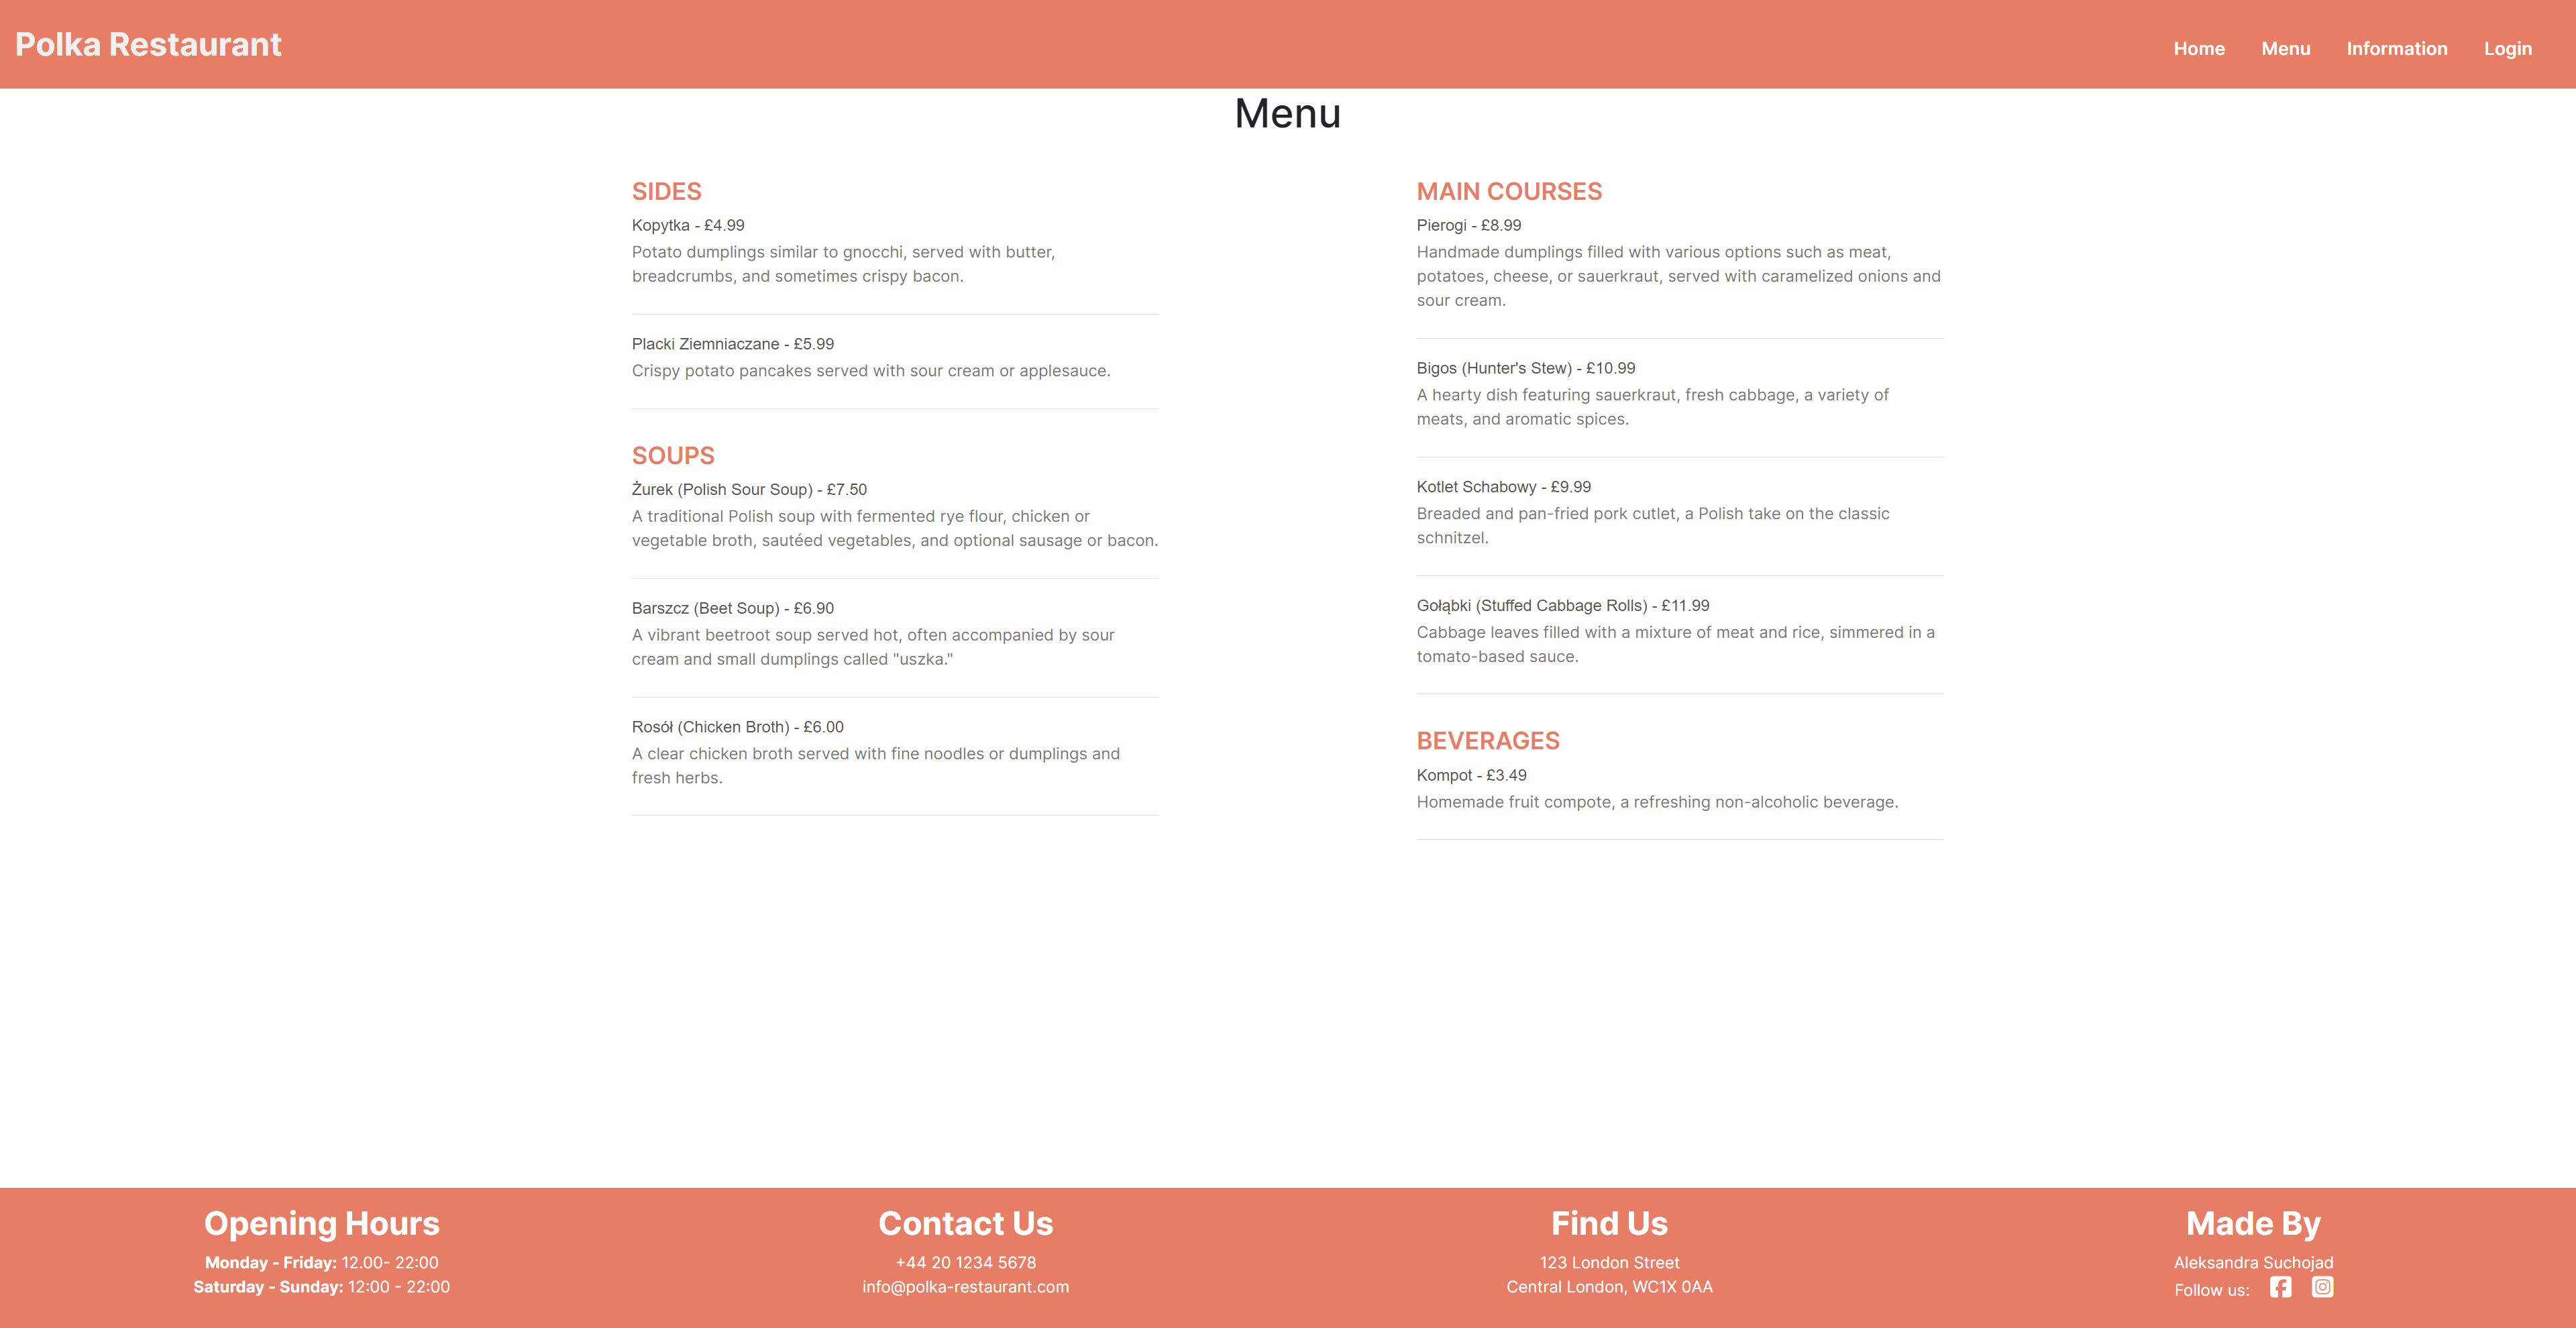 Polka Restaurant
Home Menu Information Login
Menu
SIDES
Kopytka - £4.99
Potato dumplings similar to gnocchi, served with butter,
breadcrumbs, and sometimes crispy bacon.
Placki Ziemniaczane - £5.99
Crispy potato pancakes served with sour cream or applesauce.
SOUPS
Żurek (Polish Sour Soup) - £7.50
A traditional Polish soup with fermented rye flour, chicken or
vegetable broth, sautéed vegetables, and optional sausage or bacon.
Barszcz (Beet Soup) - £6.90
A vibrant beetroot soup served hot, often accompanied by sour
cream and small dumplings called "uszka."
Rosół (Chicken Broth) - £6.00
A clear chicken broth served with fine noodles or dumplings and
fresh herbs.
MAIN COURSES
Pierogi - £8.99
Handmade dumplings filled with various options such as meat,
potatoes, cheese, or sauerkraut, served with caramelized onions and
sour cream.
Bigos (Hunter's Stew) - £10.99
A hearty dish featuring sauerkraut, fresh cabbage, a variety of
meats, and aromatic spices.
Kotlet Schabowy - £9.99
Breaded and pan-fried pork cutlet, a Polish take on the classic
schnitzel.
Gołąbki (Stuffed Cabbage Rolls) - £11.99
Cabbage leaves filled with a mixture of meat and rice, simmered in a
tomato-based sauce.
BEVERAGES
Kompot - £3.49
Homemade fruit compote, a refreshing non-alcoholic beverage.
Opening Hours
Monday - Friday: 12.00- 22:00
Saturday - Sunday: 12:00 - 22:00
Contact Us
+44 20 1234 5678
info@polka-restaurant.com
Find Us
123 London Street
Central London, WC1X 0AA
Made By
Aleksandra Suchojad
Follow us: